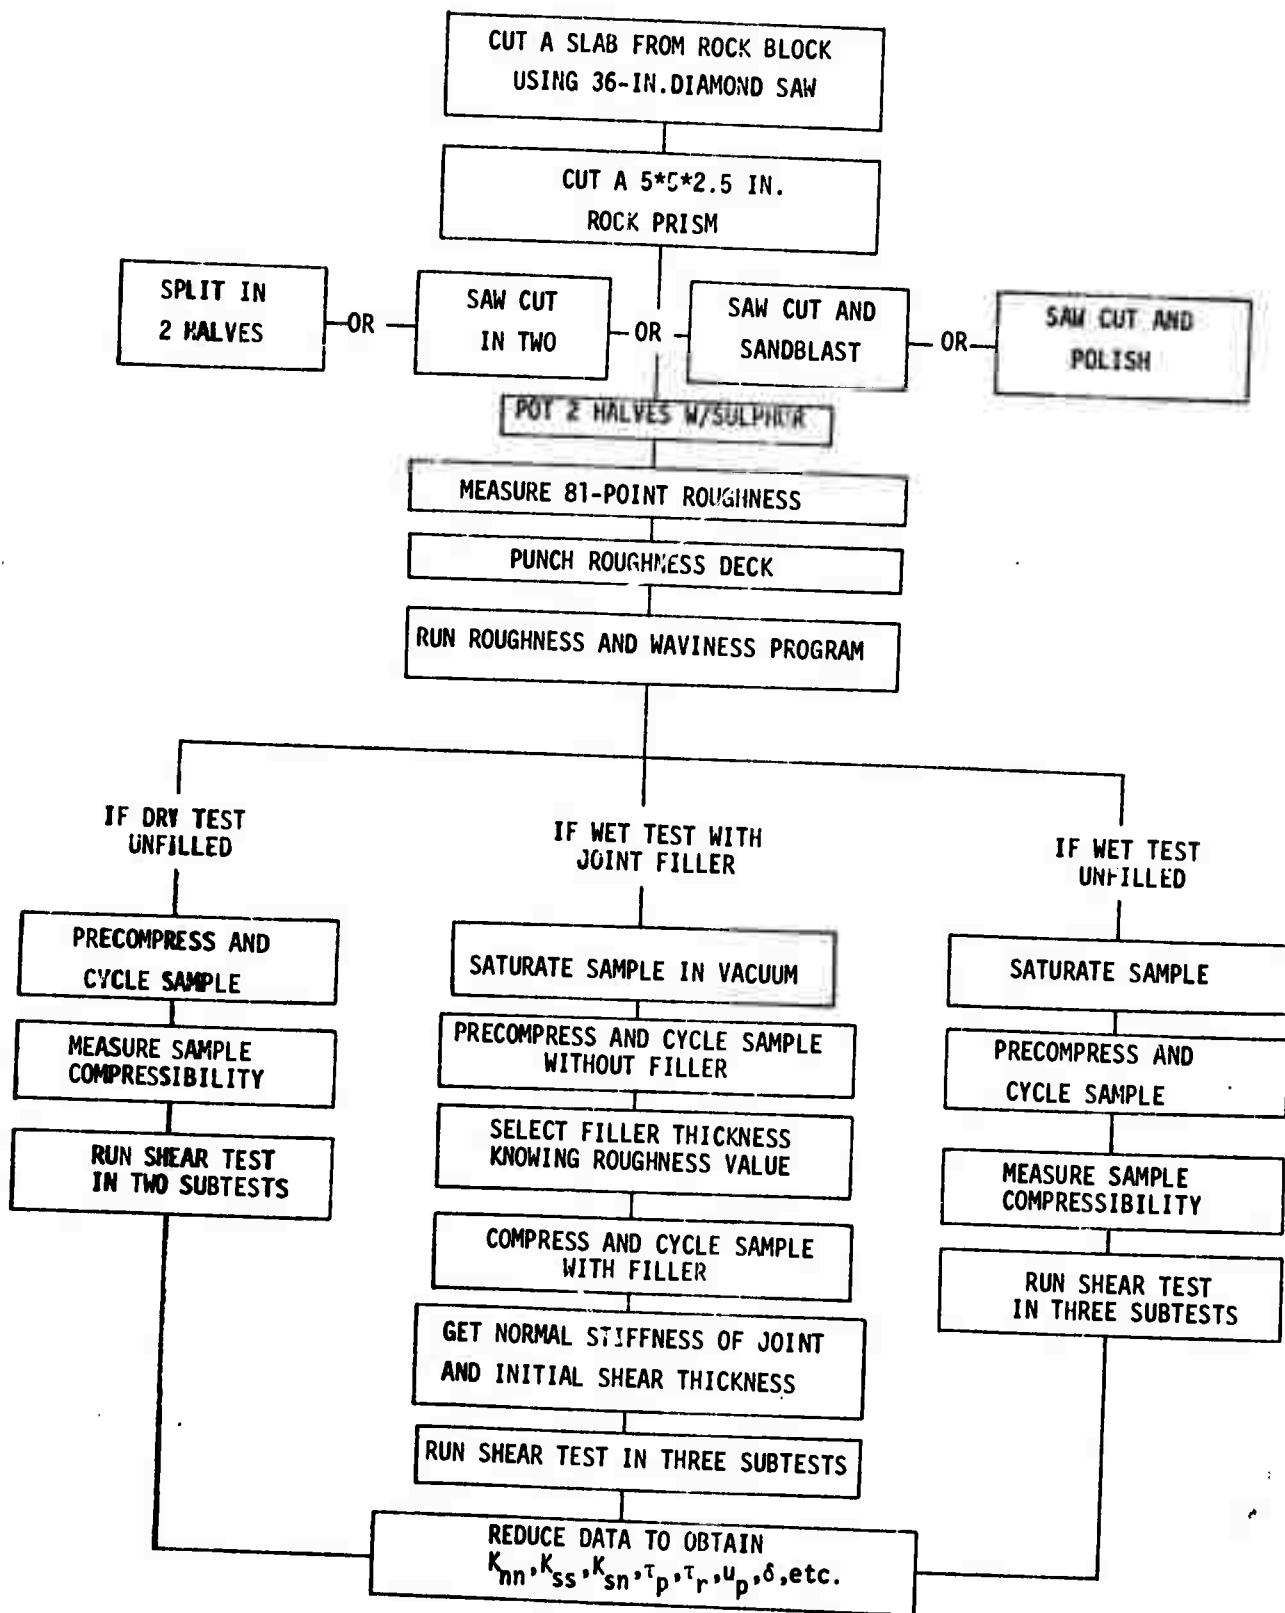 CUT A SLAB FROM ROCK BLOCK
USING 36-IN.DIAMOND SAW
CUT A 5*5*2.5 IN.
ROCK PRISM
SPLIT IN
2 HALVES
OR
SAW CUT
IN TWO
OR
SAW CUT AND
SANDBLAST
OR
SAW CUT AND
POLISH
POT 2 HALVES W/SULPHUR
MEASURE 81-POINT ROUGHNESS
PUNCH ROUGHNESS DECK
RUN ROUGHNESS AND WAVINESS PROGRAM
IF DRY TEST
UNFILLED
PRECOMPRESS AND
CYCLE SAMPLE
MEASURE SAMPLE
COMPRESSIBILITY
RUN SHEAR TEST
IN TWO SUBTESTS
IF WET TEST WITH
JOINT FILLER
SATURATE SAMPLE IN VACUUM
PRECOMPRESS AND CYCLE SAMPLE
WITHOUT FILLER
SELECT FILLER THICKNESS
KNOWING ROUGHNESS VALUE
COMPRESS AND CYCLE SAMPLE
WITH FILLER
GET NORMAL STIFFNESS OF JOINT
AND INITIAL SHEAR THICKNESS
RUN SHEAR TEST IN THREE SUBTESTS
IF WET TEST
UNFILLED
SATURATE SAMPLE
PRECOMPRESS AND
CYCLE SAMPLE
MEASURE SAMPLE
COMPRESSIBILITY
RUN SHEAR TEST
IN THREE SUBTESTS
REDUCE DATA TO OBTAIN
K_nn,K_ss,K_sn,τ_p,τ_r,u_p,δ,etc.